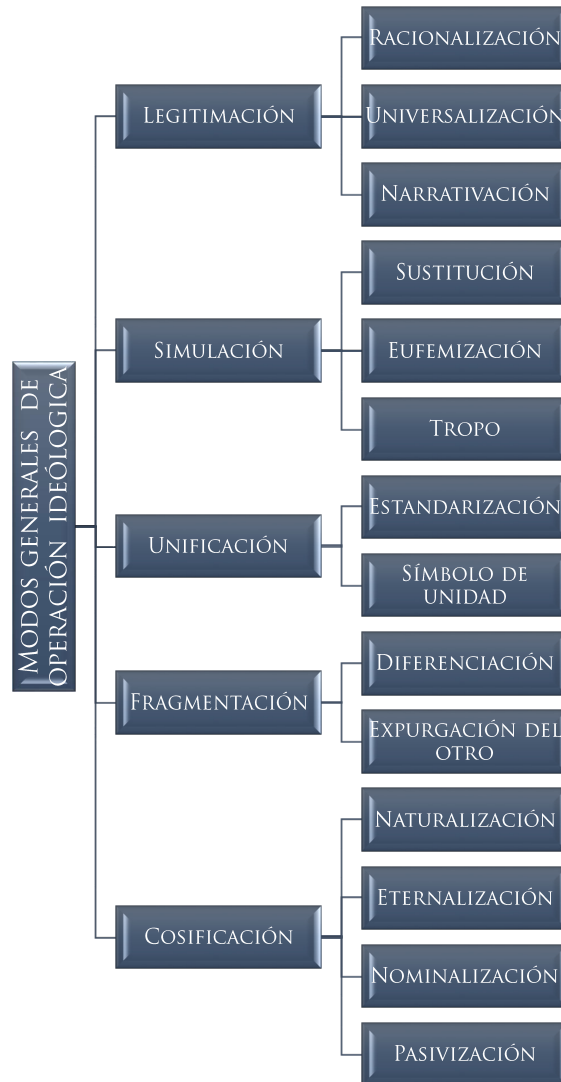 MODOS GENERALES DE
OPERACIÓN IDEÓLOGICA
LEGITIMACIÓN
RACIONALIZACIÓN
UNIVERSALIZACIÓN
NARRATIVACIÓN
SIMULACIÓN
SUSTITUCIÓN
EUFEMIZACIÓN
TROPO
UNIFICACIÓN
ESTANDARIZACIÓN
SÍMBOLO DE
UNIDAD
FRAGMENTACIÓN
DIFERENCIACIÓN
EXPURGACIÓN DEL
OTRO
COSIFICACIÓN
NATURALIZACIÓN
ETERNALIZACIÓN
NOMINALIZACIÓN
PASIVIZACIÓN